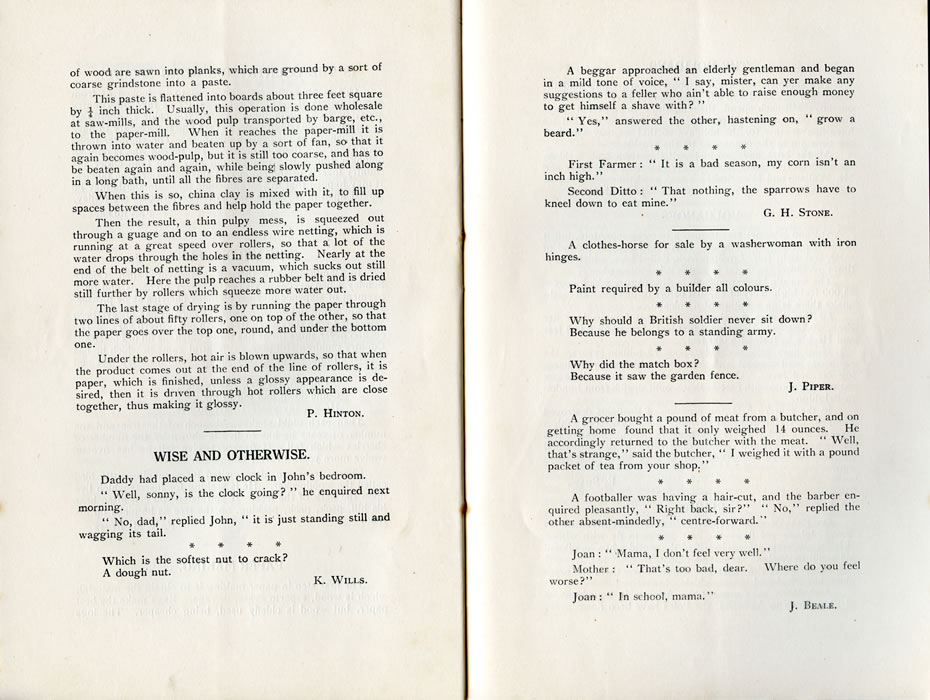 of wood are sawn into planks, which are ground by a sort of
coarse grindstone into a paste.
This paste is flattened into boards about three feet square
by ¼ inch thick. Usually, this operation is done wholesale
at saw-mills, and the wood pulp transported by barge, etc.,
to the paper-mill. When it reaches the paper-mill it is
thrown into water and beaten up by a sort of fan, so that it
again becomes wood-pulp, but it is still too coarse, and has to
be beaten again and again, while being slowly pushed along
in a long bath, until all the fibres are separated.
When this is so, china clay is mixed with it, to fill up
spaces between the fibres and help hold the paper together.
Then the result, a thin pulpy mess, is squeezed out
through a guage and on to an endless wire netting, which is
running at a great speed over rollers, so that a lot of the
water drops through the holes in the netting. Nearly at the
end of the belt of netting is a vacuum, which sucks out still
more water. Here the pulp reaches a rubber belt and is dried
still further by rollers which squeeze more water out.
The last stage of drying is by running the paper through
two lines of about fifty rollers, one on top of the other, so that
the paper goes over the top one, round, and under the bottom
one.
Under the rollers, hot air is blown upwards, so that when
the product comes out at the end of the line of rollers, it is
paper, which is finished, unless a glossy appearance is de-
sired, then it is driven through hot rollers which are close
together, thus making it glossy.
P. HINTON.
WISE AND OTHERWISE.
Daddy had placed a new clock in John's bedroom.
" Well, sonny, is the clock going? " he enquired next
morning.
" No, dad," replied John, " it is just standing still and
wagging its tail.
* * * *
Which is the softest nut to crack?
A dough nut.
K. WILLS.
A beggar approached an elderly gentleman and began
in a mild tone of voice, " I say, mister, can yer make any
suggestions to a feller who ain't able to raise enough money
to get himself a shave with? "
" Yes," answered the other, hastening on, " grow a
beard."
* * * *
First Farmer : " It is a bad season, my corn isn't an
inch high."
Second Ditto : " That nothing, the sparrows have to
kneel down to eat mine."
G. H. STONE.
A clothes-horse for sale by a washerwoman with iron
hinges.
* * * *
Paint required by a builder all colours.
* * * *
Why should a British soldier never sit down?
Because he belongs to a standing army.
* * * *
Why did the match box?
Because it saw the garden fence.
J. PIPER.
A grocer bought a pound of meat from a butcher, and on
getting home found that it only weighed 14 ounces. He
accordingly returned to the butcher with the meat. " Well,
that's strange," said the butcher, " I weighed it with a pound
packet of tea from your shop."
* * * *
A footballer was having a hair-cut, and the barber en-
quired pleasantly, " Right back, sir?" " No," replied the
other absent-mindedly, " centre-forward."
* * * *
Joan : " Mama, I don't feel very well."
Mother : " That's too bad, dear. Where do you feel
worse?"
Joan : " In school, mama."
J. BEALE.